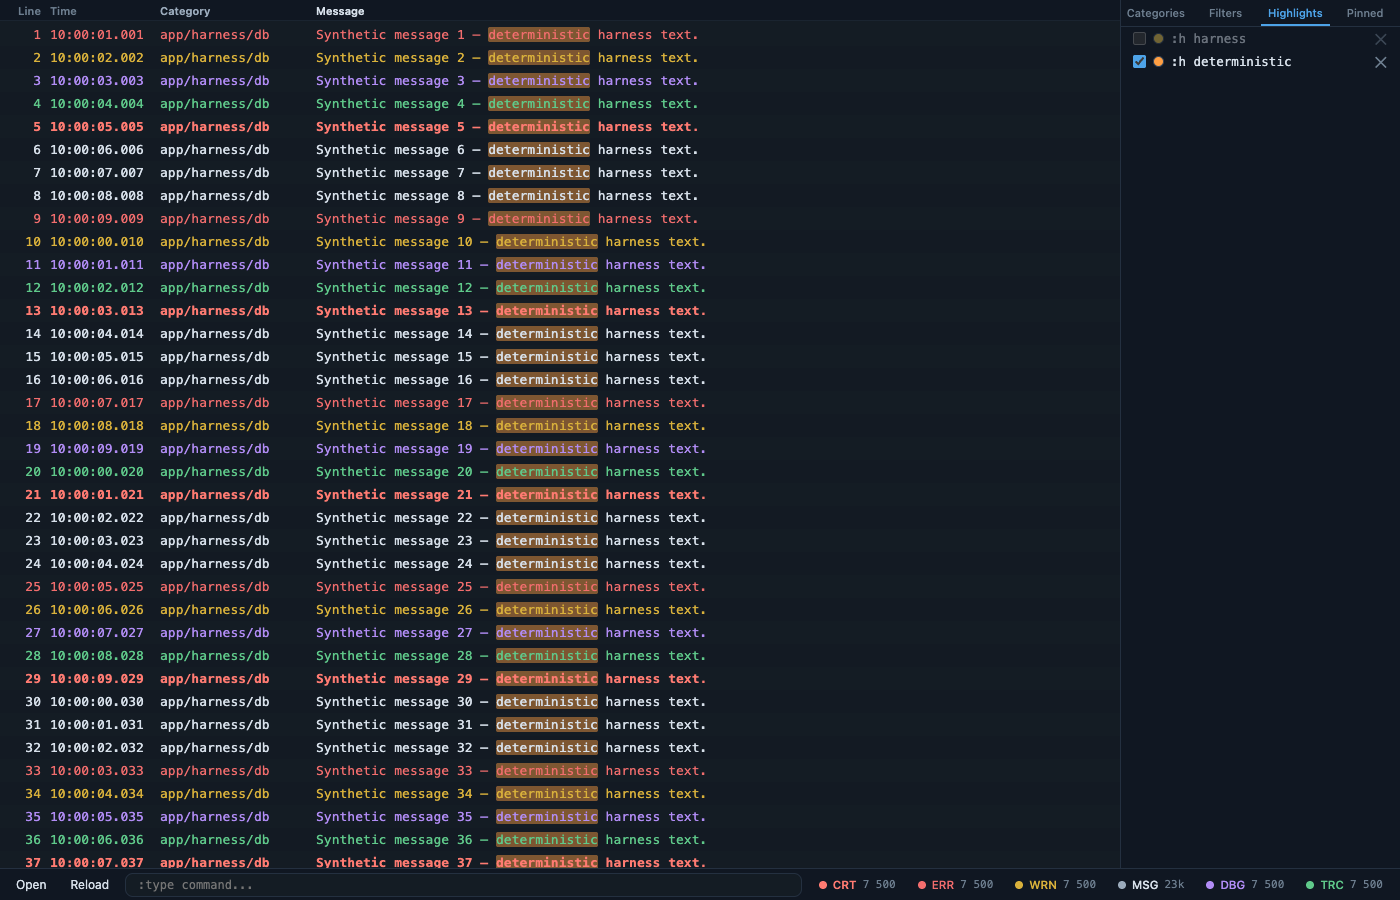 Line Time Category Message
1 10:00:01.001 app/harness/db Synthetic message 1 — deterministic harness text.
2 10:00:02.002 app/harness/db Synthetic message 2 — deterministic harness text.
3 10:00:03.003 app/harness/db Synthetic message 3 — deterministic harness text.
4 10:00:04.004 app/harness/db Synthetic message 4 — deterministic harness text.
5 10:00:05.005 app/harness/db Synthetic message 5 — deterministic harness text.
6 10:00:06.006 app/harness/db Synthetic message 6 — deterministic harness text.
7 10:00:07.007 app/harness/db Synthetic message 7 — deterministic harness text.
8 10:00:08.008 app/harness/db Synthetic message 8 — deterministic harness text.
9 10:00:09.009 app/harness/db Synthetic message 9 — deterministic harness text.
10 10:00:00.010 app/harness/db Synthetic message 10 — deterministic harness text.
11 10:00:01.011 app/harness/db Synthetic message 11 — deterministic harness text.
12 10:00:02.012 app/harness/db Synthetic message 12 — deterministic harness text.
13 10:00:03.013 app/harness/db Synthetic message 13 — deterministic harness text.
14 10:00:04.014 app/harness/db Synthetic message 14 — deterministic harness text.
15 10:00:05.015 app/harness/db Synthetic message 15 — deterministic harness text.
16 10:00:06.016 app/harness/db Synthetic message 16 — deterministic harness text.
17 10:00:07.017 app/harness/db Synthetic message 17 — deterministic harness text.
18 10:00:08.018 app/harness/db Synthetic message 18 — deterministic harness text.
19 10:00:09.019 app/harness/db Synthetic message 19 — deterministic harness text.
20 10:00:00.020 app/harness/db Synthetic message 20 — deterministic harness text.
21 10:00:01.021 app/harness/db Synthetic message 21 — deterministic harness text.
22 10:00:02.022 app/harness/db Synthetic message 22 — deterministic harness text.
23 10:00:03.023 app/harness/db Synthetic message 23 — deterministic harness text.
24 10:00:04.024 app/harness/db Synthetic message 24 — deterministic harness text.
25 10:00:05.025 app/harness/db Synthetic message 25 — deterministic harness text.
26 10:00:06.026 app/harness/db Synthetic message 26 — deterministic harness text.
27 10:00:07.027 app/harness/db Synthetic message 27 — deterministic harness text.
28 10:00:08.028 app/harness/db Synthetic message 28 — deterministic harness text.
29 10:00:09.029 app/harness/db Synthetic message 29 — deterministic harness text.
30 10:00:00.030 app/harness/db Synthetic message 30 — deterministic harness text.
31 10:00:01.031 app/harness/db Synthetic message 31 — deterministic harness text.
32 10:00:02.032 app/harness/db Synthetic message 32 — deterministic harness text.
33 10:00:03.033 app/harness/db Synthetic message 33 — deterministic harness text.
34 10:00:04.034 app/harness/db Synthetic message 34 — deterministic harness text.
35 10:00:05.035 app/harness/db Synthetic message 35 — deterministic harness text.
36 10:00:06.036 app/harness/db Synthetic message 36 — deterministic harness text.
37 10:00:07.037 app/harness/db Synthetic message 37 — deterministic harness text.
Categories Filters Highlights Pinned
:h harness
:h deterministic
Open Reload :type command... CRT 7 500 ERR 7 500 WRN 7 500 MSG 23k DBG 7 500 TRC 7 500